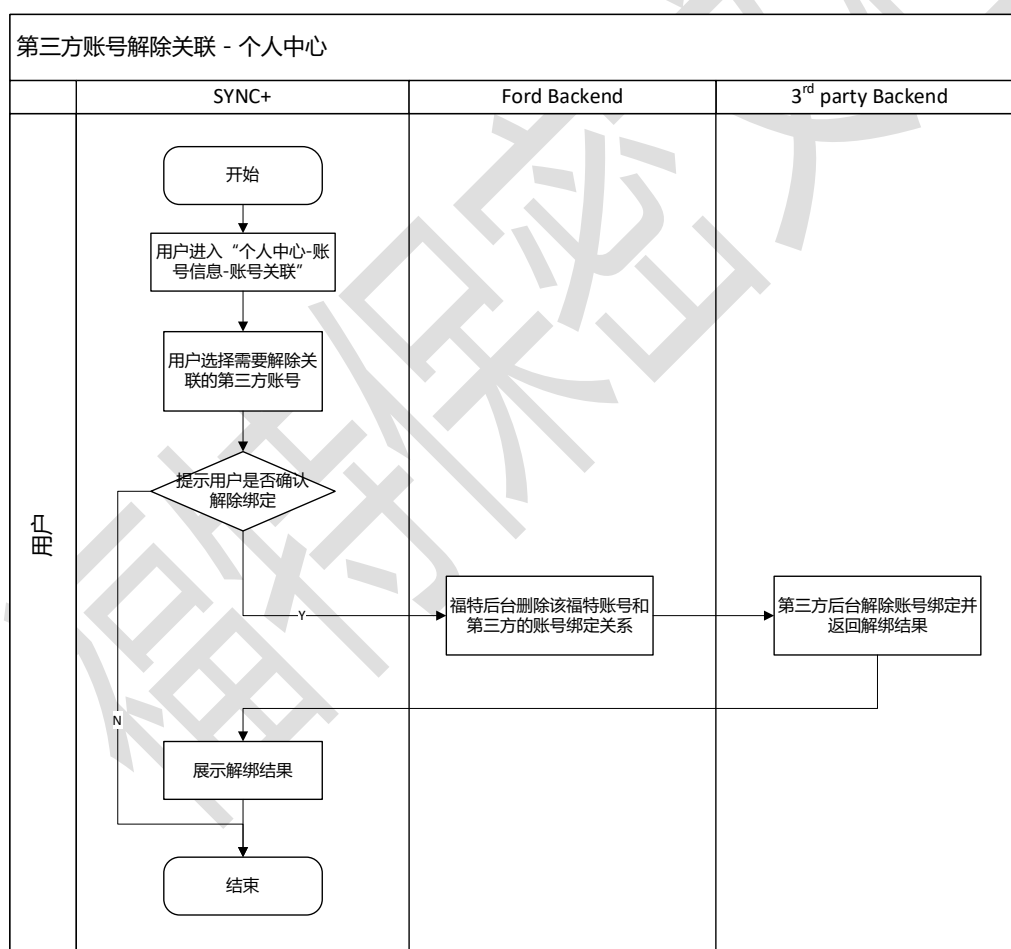 第三方账号解除关联 - 个人中心
SYNC+
Ford Backend
3rd party Backend
用户
开始
用户进入“个人中心-账
号信息-账号关联”
用户选择需要解除关
联的第三方账号
提示用户是否确认
解除绑定
Y
福特后台删除该福特账号和
第三方的账号绑定关系
第三方后台解除账号绑定并
返回解绑结果
N
展示解绑结果
结束
福特保密文